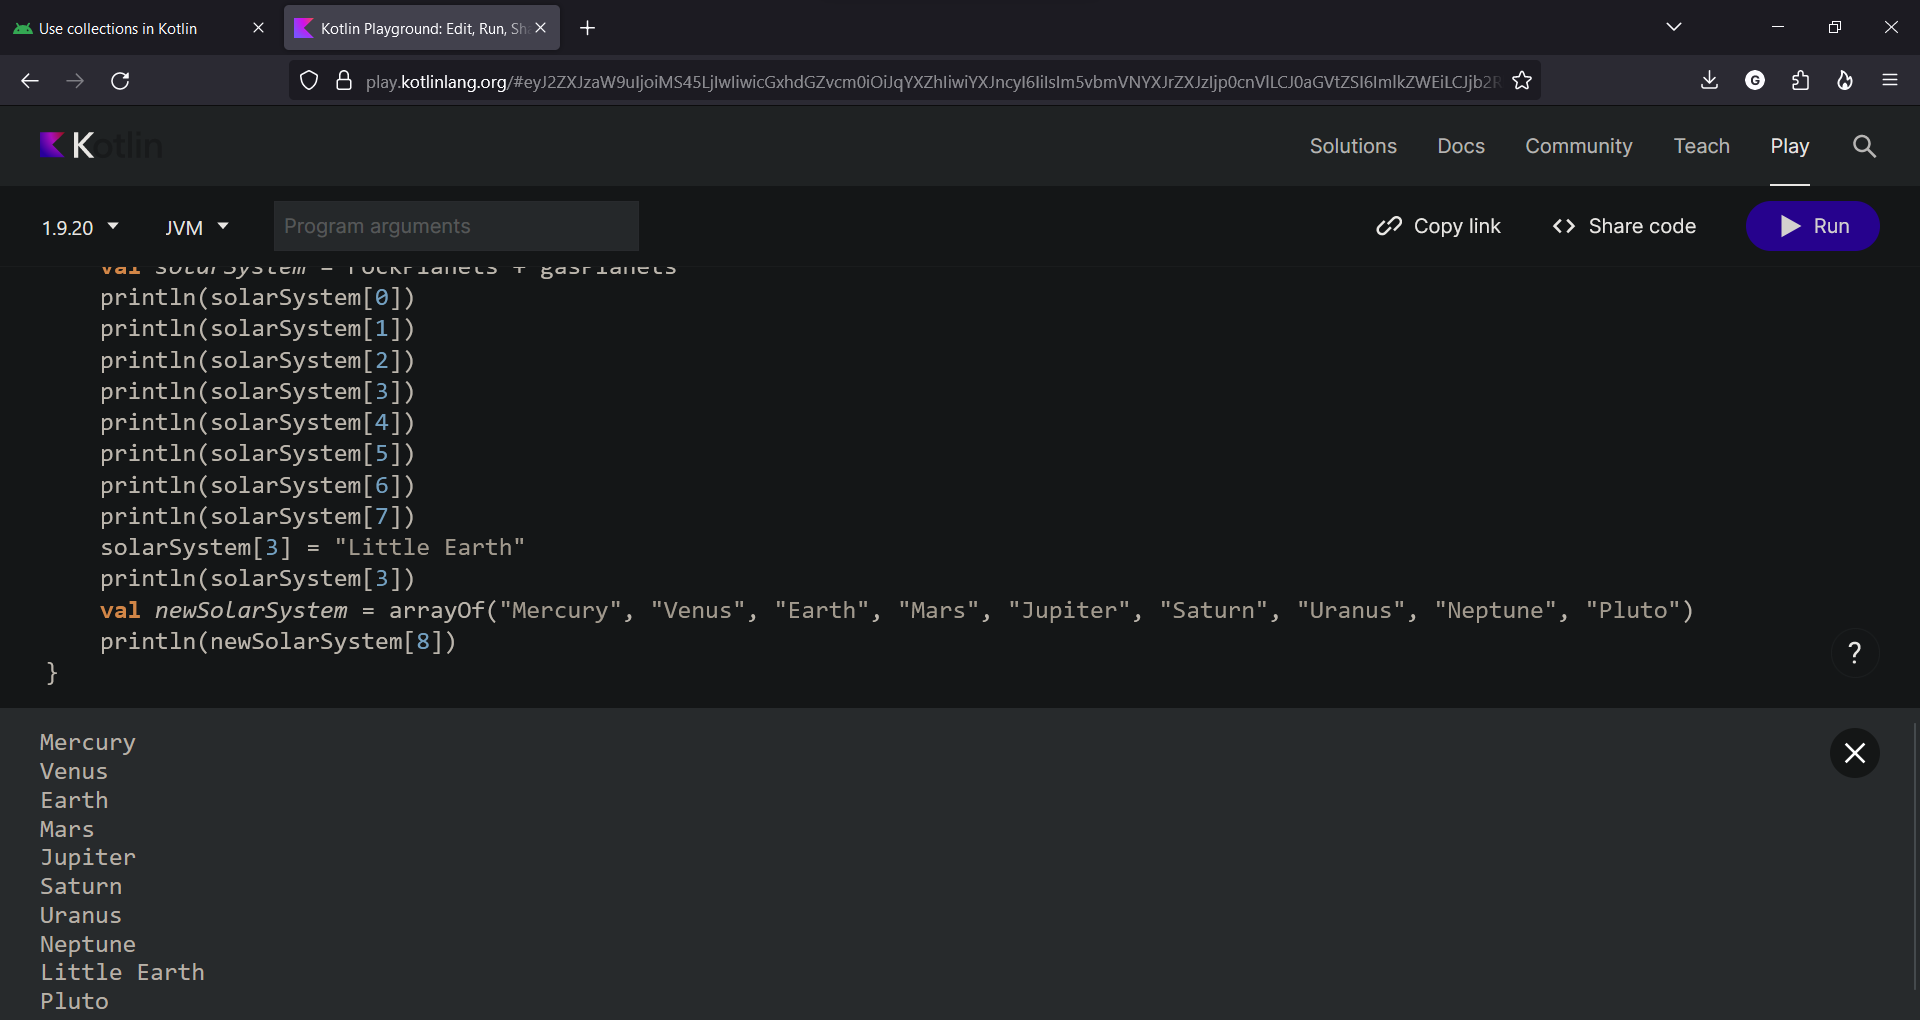 Use collections in Kotlin
Kotlin Playground: Edit, Run, Sh
play.kotlinlang.org/#eyJ2ZXJzaW9uIjoiMS45LjIwIiwicGxhdGZvcm0iOiJqYXZhIiwiYXJncyI6IiIsIm5vbmVNYXJrZXJzIjp0cnVlLCJ0aGVtZSI6ImlkZWEiLCJjb2R
Kotlin
Solutions Docs Community Teach Play
1.9.20 JVM Program arguments Copy link Share code Run
val solarSystem = rockPlanets + gasPlanets
println(solarSystem[0])
println(solarSystem[1])
println(solarSystem[2])
println(solarSystem[3])
println(solarSystem[4])
println(solarSystem[5])
println(solarSystem[6])
println(solarSystem[7])
solarSystem[3] = "Little Earth"
println(solarSystem[3])
val newSolarSystem = arrayOf("Mercury", "Venus", "Earth", "Mars", "Jupiter", "Saturn", "Uranus", "Neptune", "Pluto")
println(newSolarSystem[8])
}
?
Mercury
Venus
Earth
Mars
Jupiter
Saturn
Uranus
Neptune
Little Earth
Pluto